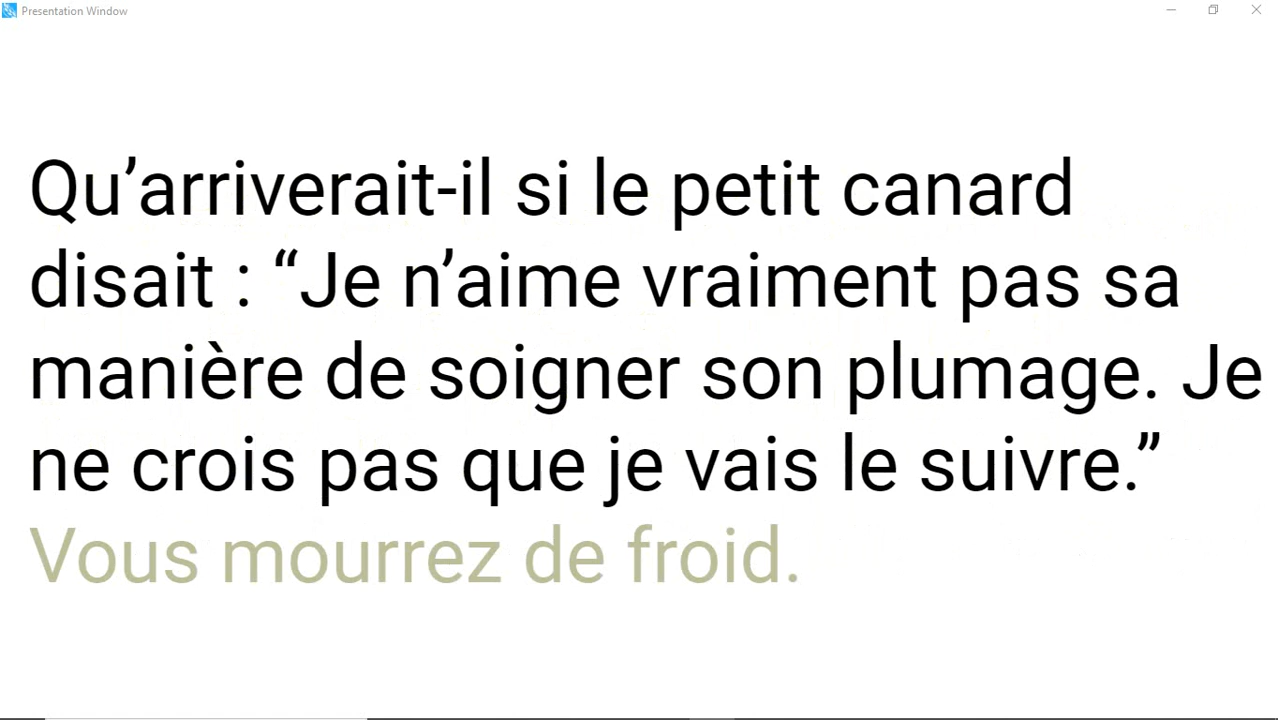 Presentation Window
Qu’arriverait-il si le petit canard
disait : “Je n’aime vraiment pas sa
manière de soigner son plumage. Je
ne crois pas que je vais le suivre.”
Vous mourrez de froid.